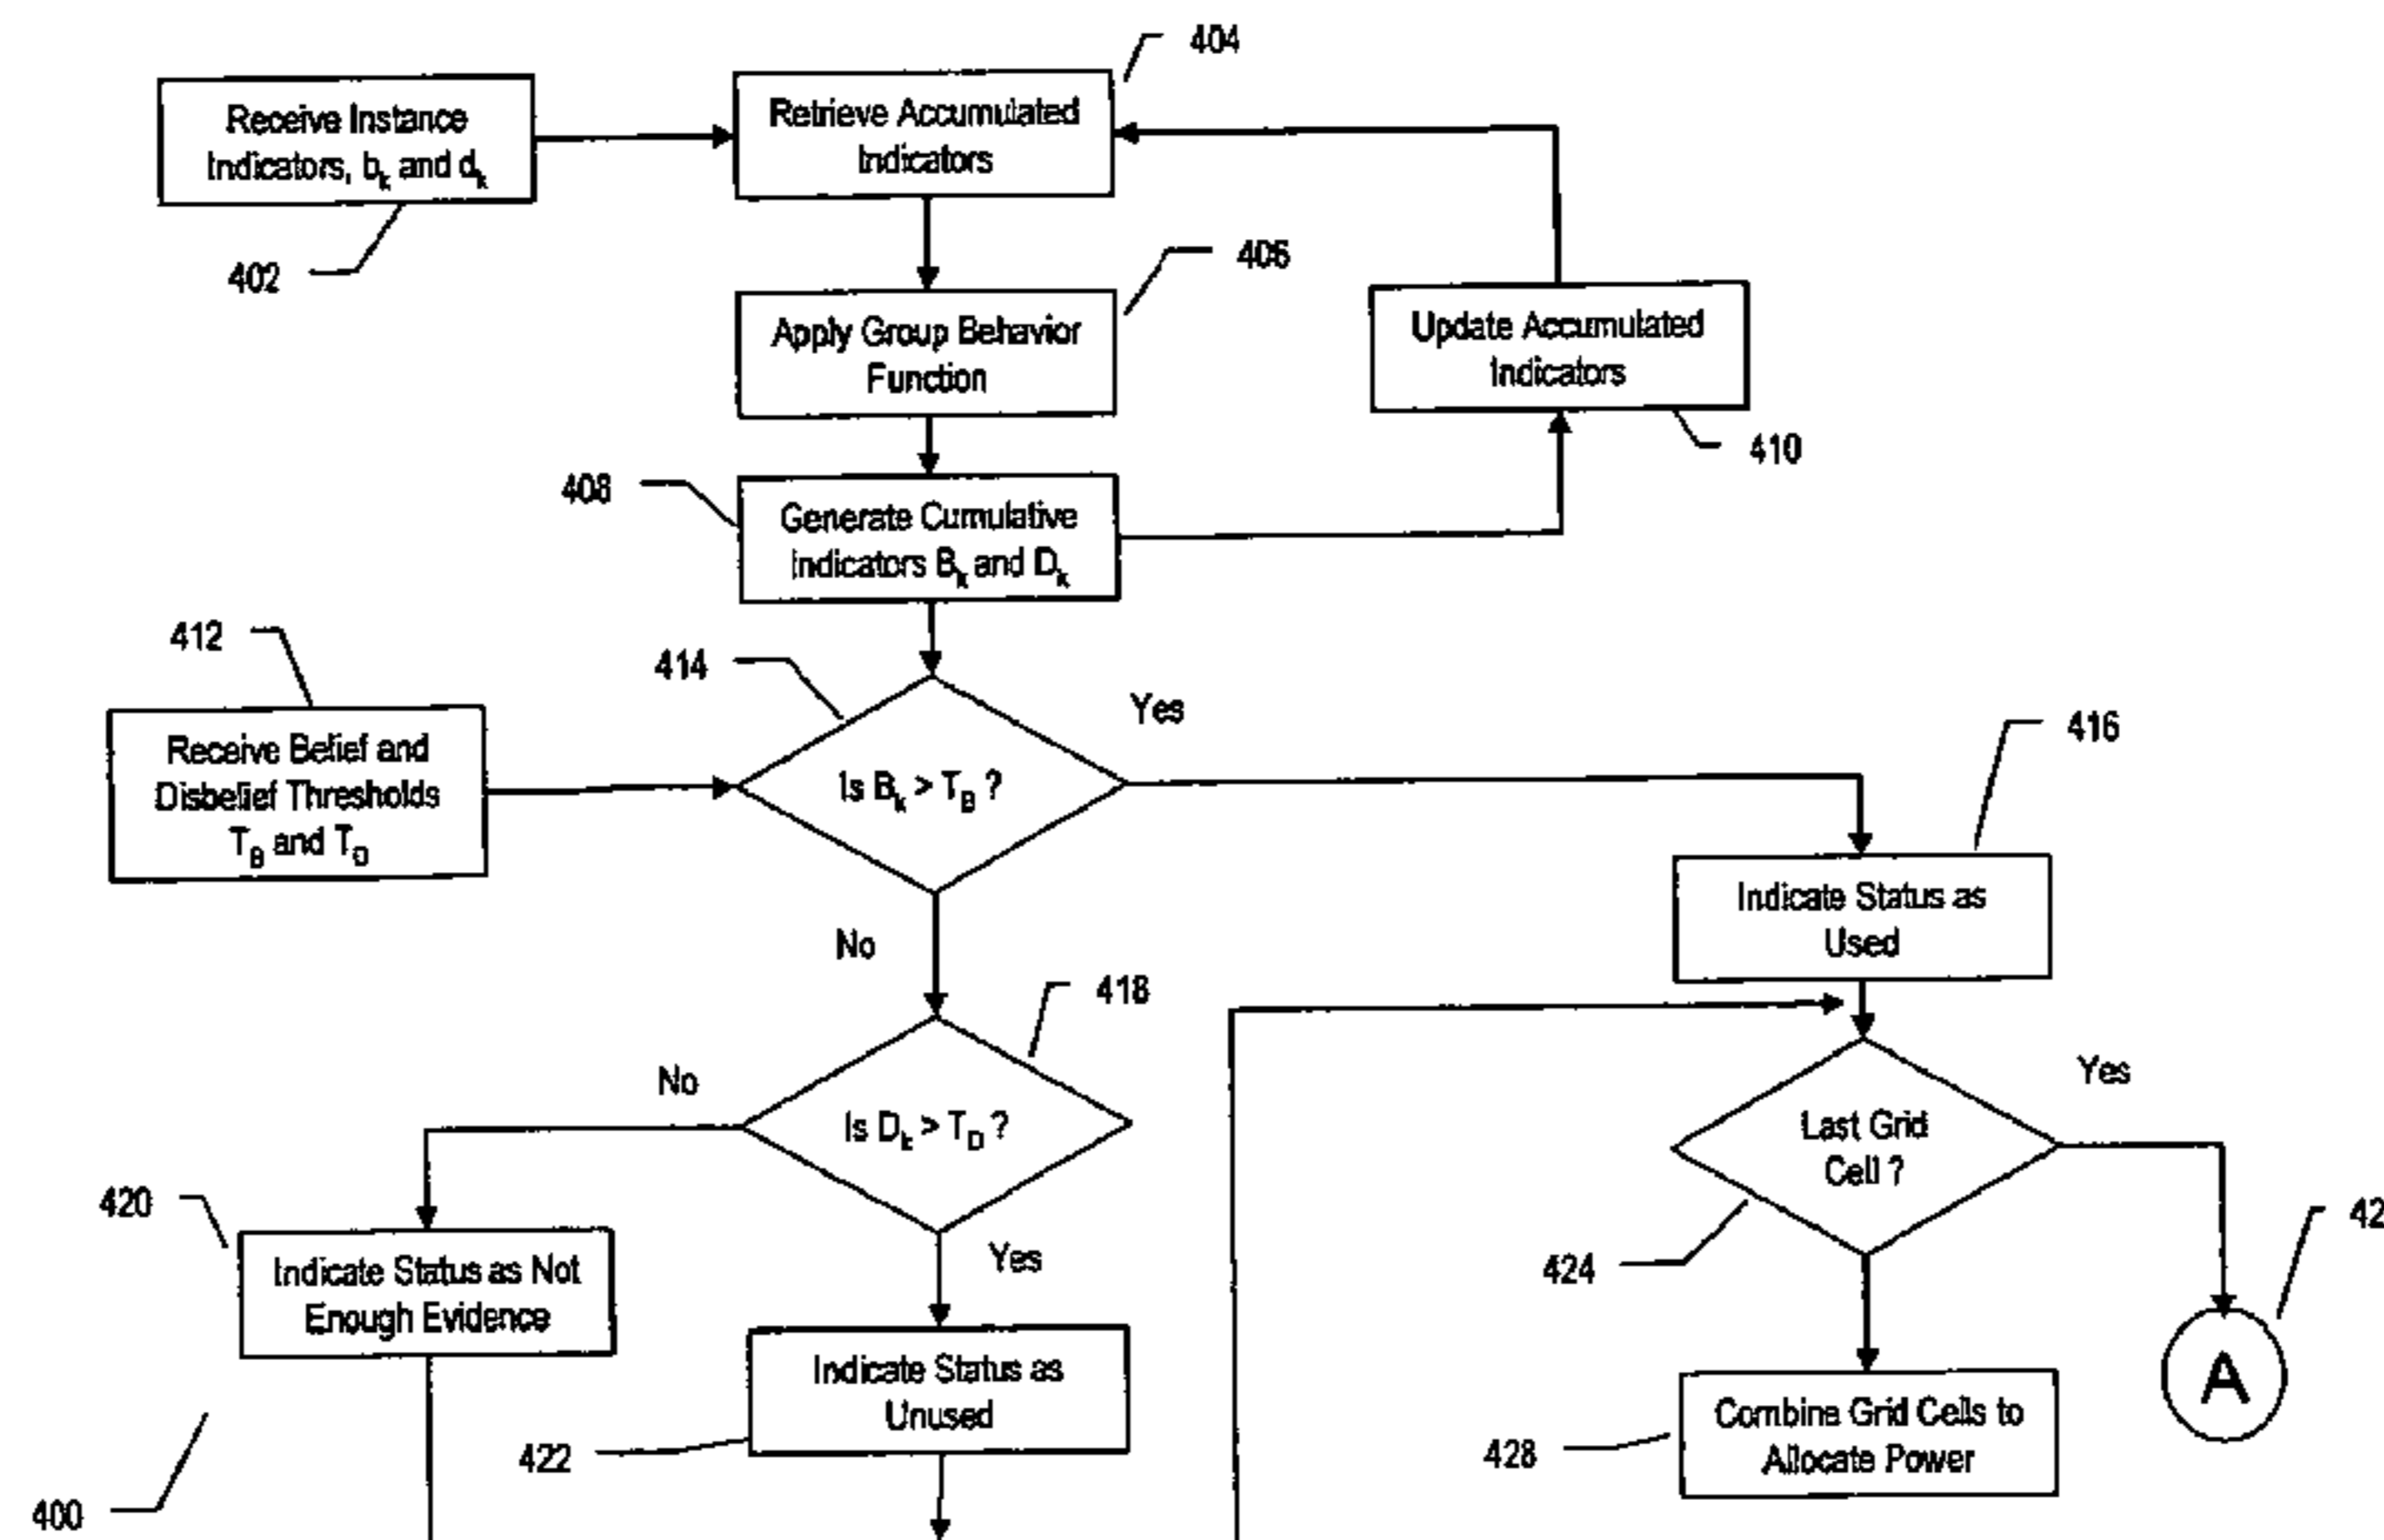 404
Receive Instance
Indicators, bk and dk
Retrieve Accumulated
Indicators
402
406
Apply Group Behavior
Function
Update Accumulated
Indicators
410
408
Generate Cumulative
Indicators Bk and Dk
412
414
Yes
416
Receive Belief and
Disbelief Thresholds
TB and TD
Is Bk > TB ?
Indicate Status as
Used
No
418
No
Yes
Is Dk > TD ?
Last Grid
Cell ?
420
42
Yes
424
Indicate Status as Not
Enough Evidence
Indicate Status as
Unused
A
Combine Grid Cells to
Allocate Power
422
428
400